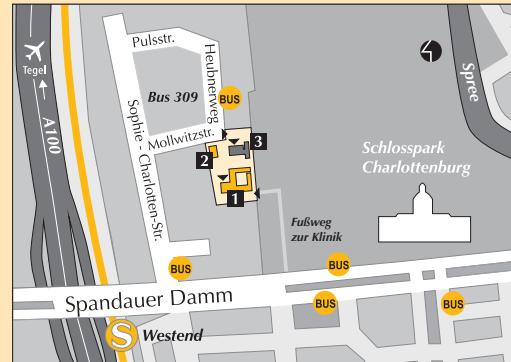 Tegel
A100
Pulsstr.
Heubnerweg
Bus 309
BUS
Sophie - Charlotten-Str.
Mollwitzstr.
3
2
1
Spree
Schlosspark
Charlottenburg
Fußweg
zur Klinik
BUS
BUS
Spandauer Damm
BUS
BUS
S
Westend